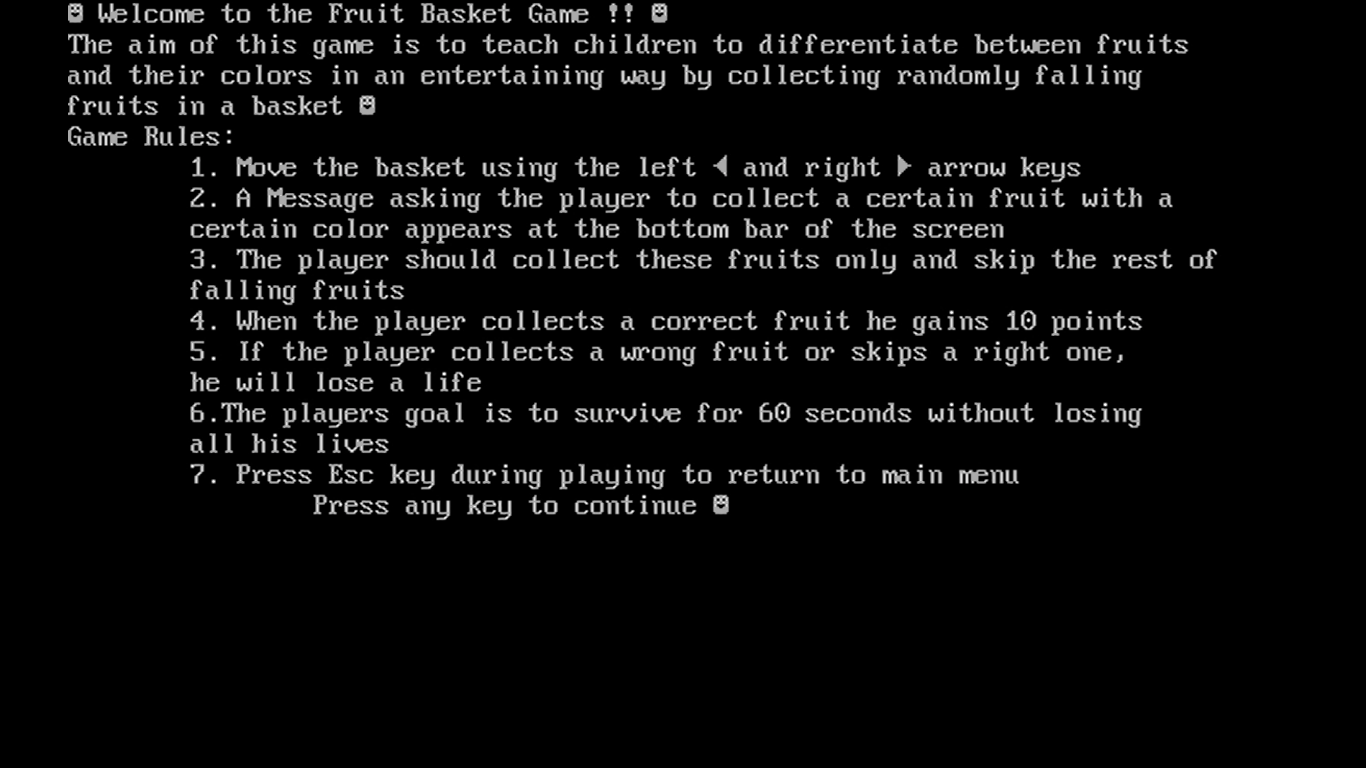 ☻ Welcome to the Fruit Basket Game !! ☻
The aim of this game is to teach children to differentiate between fruits
and their colors in an entertaining way by collecting randomly falling
fruits in a basket ☻
Game Rules:
1. Move the basket using the left ◄ and right ► arrow keys
2. A Message asking the player to collect a certain fruit with a
certain color appears at the bottom bar of the screen
3. The player should collect these fruits only and skip the rest of
falling fruits
4. When the player collects a correct fruit he gains 10 points
5. If the player collects a wrong fruit or skips a right one,
he will lose a life
6.The players goal is to survive for 60 seconds without losing
all his lives
7. Press Esc key during playing to return to main menu
Press any key to continue ☻